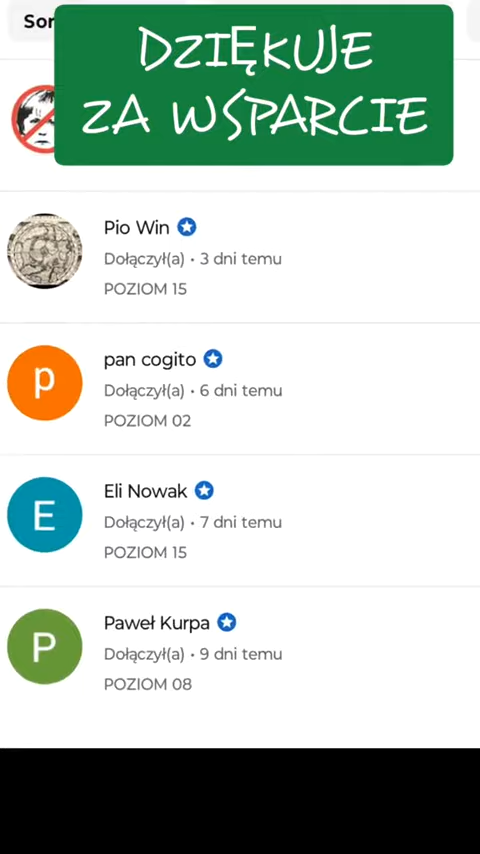 DZIĘKUJE
ZA WSPARCIE
Pio Win
Dołączył(a) • 3 dni temu
POZIOM 15
p
pan cogito
Dołączył(a) • 6 dni temu
POZIOM 02
E
Eli Nowak
Dołączył(a) • 7 dni temu
POZIOM 15
P
Paweł Kurpa
Dołączył(a) • 9 dni temu
POZIOM 08